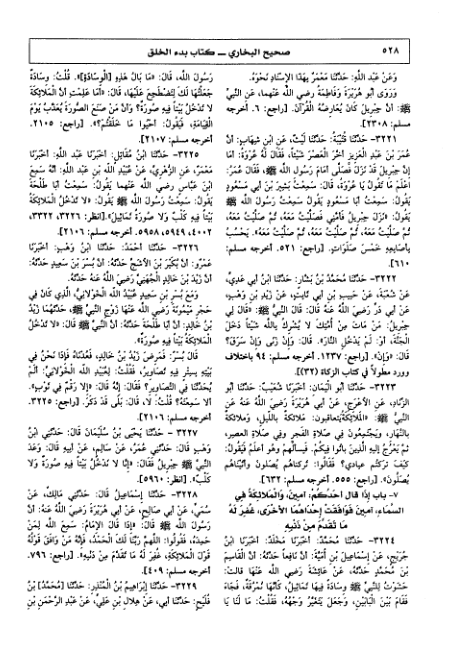 ٥٢٨
صحيح البخاري ــ كتاب بدء الخلق
وَعَنْ عَبْدِ اللهِ: حَدَّثَنَا مَعْمَرٌ بِهَذَا الإِسْنَادِ نَحْوَهُ.
وَرَوَى أَبُو هُرَيْرَةَ وَفَاطِمَةُ رضي الله عنهما، عَنِ النَّبِيِّ
ﷺ: أَنَّ جِبْرِيلَ كَانَ يُعَارِضُهُ الْقُرْآنَ. [راجع: ٦. أخرجه
مسلم: ٢٣٠٨].
٣٢٢١- حَدَّثَنَا قُتَيْبَةُ: حَدَّثَنَا لَيْثٌ، عَنِ ابْنِ شِهَابٍ: أَنَّ
عُمَرَ بْنَ عَبْدِ الْعَزِيزِ أَخَّرَ الْعَصْرَ شَيْئاً، فَقَالَ لَهُ عُرْوَةُ: أَمَا
إِنَّ جِبْرِيلَ قَدْ نَزَلَ فَصَلَّى أَمَامَ رَسُولِ اللهِ ﷺ، فَقَالَ عُمَرُ:
اعْلَمْ مَا تَقُولُ يَا عُرْوَةُ، قَالَ: سَمِعْتُ بَشِيرَ بْنَ أَبِي مَسْعُودٍ
يَقُولُ: سَمِعْتُ أَبَا مَسْعُودٍ يَقُولُ: سَمِعْتُ رَسُولَ اللهِ ﷺ
يَقُولُ: «نَزَلَ جِبْرِيلُ فَأَمَّنِي فَصَلَّيْتُ مَعَهُ، ثُمَّ صَلَّيْتُ مَعَهُ،
ثُمَّ صَلَّيْتُ مَعَهُ، ثُمَّ صَلَّيْتُ مَعَهُ، ثُمَّ صَلَّيْتُ مَعَهُ». يَحْسُبُ
بِأَصَابِعِهِ خَمْسَ صَلَوَاتٍ. [راجع: ٥٢١. أخرجه مسلم:
٦١٠].
٣٢٢٢- حَدَّثَنَا مُحَمَّدُ بْنُ بَشَّارٍ: حَدَّثَنَا ابْنُ أَبِي عَدِيٍّ،
عَنْ شُعْبَةَ، عَنْ حَبِيبِ بْنِ أَبِي ثَابِتٍ، عَنْ زَيْدِ بْنِ وَهْبٍ،
عَنْ أَبِي ذَرٍّ رَضِيَ اللهُ عَنْهُ قَالَ: قَالَ النَّبِيُّ ﷺ: «قَالَ لِي
جِبْرِيلُ: مَنْ مَاتَ مِنْ أُمَّتِكَ لَا يُشْرِكُ بِاللهِ شَيْئاً دَخَلَ
الْجَنَّةَ، أَوْ لَمْ يَدْخُلِ النَّارَ». قَالَ: وَإِنْ زَنَى وَإِنْ سَرَقَ؟
قَالَ: «وَإِنْ». [راجع: ١٢٣٧. أخرجه مسلم: ٩٤ باختلاف
وورد مطولاً في كتاب الزكاة (٣٢)].
٣٢٢٣- حَدَّثَنَا أَبُو الْيَمَانِ: أَخْبَرَنَا شُعَيْبٌ: حَدَّثَنَا أَبُو
الزِّنَادِ، عَنِ الْأَعْرَجِ، عَنْ أَبِي هُرَيْرَةَ رَضِيَ اللهُ عَنْهُ عَنِ
النَّبِيِّ ﷺ: «الْمَلَائِكَةُ يَتَعَاقَبُونَ: مَلَائِكَةٌ بِاللَّيْلِ، وَمَلَائِكَةٌ
بِالنَّهَارِ، وَيَجْتَمِعُونَ فِي صَلَاةِ الْفَجْرِ وَفِي صَلَاةِ الْعَصْرِ،
ثُمَّ يَعْرُجُ إِلَيْهِ الَّذِينَ بَاتُوا فِيكُمْ، فَيَسْأَلُهُمْ وَهُوَ أَعْلَمُ فَيَقُولُ:
كَيْفَ تَرَكْتُمْ عِبَادِي؟ فَقَالُوا: تَرَكْنَاهُمْ يُصَلُّونَ وَأَتَيْنَاهُمْ
يُصَلُّونَ». [راجع: ٥٥٥. أخرجه مسلم: ٦٣٢].
٧- باب إِذَا قَالَ أَحَدُكُمْ: آمِينَ، وَالْمَلَائِكَةُ فِي
السَّمَاءِ، آمِينَ فَوَافَقَتْ إِحْدَاهُمَا الأُخْرَى، غُفِرَ لَهُ
مَا تَقَدَّمَ مِنْ ذَنْبِهِ
٣٢٢٤- حَدَّثَنَا مُحَمَّدٌ: أَخْبَرَنَا مَخْلَدٌ: أَخْبَرَنَا ابْنُ
جُرَيْجٍ، عَنْ إِسْمَاعِيلَ بْنِ أُمَيَّةَ: أَنَّ نَافِعاً حَدَّثَهُ: أَنَّ الْقَاسِمَ
بْنَ مُحَمَّدٍ حَدَّثَهُ، عَنْ عَائِشَةَ رَضِيَ اللهُ عَنْهَا قَالَتْ:
حَشَوْتُ لِلنَّبِيِّ ﷺ وِسَادَةً فِيهَا تَمَاثِيلُ، كَأَنَّهَا نُمْرُقَةٌ، فَجَاءَ
فَقَامَ بَيْنَ الْبَابَيْنِ، وَجَعَلَ يَتَغَيَّرُ وَجْهُهُ، فَقُلْتُ: مَا لَنَا يَا
رَسُولَ اللهِ، قَالَ: «مَا بَالُ هَذِهِ [الْوِسَادَةِ]». قُلْتُ: وِسَادَةٌ
جَعَلْتُهَا لَكَ لِتَضْطَجِعَ عَلَيْهَا، قَالَ: «أَمَا عَلِمْتِ أَنَّ الْمَلَائِكَةَ
لَا تَدْخُلُ بَيْتاً فِيهِ صُورَةٌ؟ وَأَنَّ مَنْ صَنَعَ الصُّورَةَ يُعَذَّبُ يَوْمَ
الْقِيَامَةِ، فَيَقُولُ: أَحْيُوا مَا خَلَقْتُمْ؟». [راجع: ٢١٠٥.
أخرجه مسلم: ٢١٠٧].
٣٢٢٥- حَدَّثَنَا ابْنُ مُقَاتِلٍ: أَخْبَرَنَا عَبْدُ اللهِ: أَخْبَرَنَا
مَعْمَرٌ، عَنِ الزُّهْرِيِّ، عَنْ عُبَيْدِ اللهِ بْنِ عَبْدِ اللهِ: أَنَّهُ سَمِعَ
ابْنَ عَبَّاسٍ رضي الله عنهما يَقُولُ: سَمِعْتُ أَبَا طَلْحَةَ
يَقُولُ: سَمِعْتُ رَسُولَ اللهِ ﷺ يَقُولُ: «لَا تَدْخُلُ الْمَلَائِكَةُ
بَيْتاً فِيهِ كَلْبٌ وَلَا صُورَةُ تَمَاثِيلَ». [انظر: ٣٢٢٦، ٣٣٢٢،
٤٠٠٢، ٥٩٤٩، ٥٩٥٨. أخرجه مسلم: ٢١٠٦].
٣٢٢٦- حَدَّثَنَا أَحْمَدُ: حَدَّثَنَا ابْنُ وَهْبٍ: أَخْبَرَنَا
عَمْرٌو: أَنَّ بُكَيْرَ بْنَ الْأَشَجِّ حَدَّثَهُ: أَنَّ بُسْرَ بْنَ سَعِيدٍ حَدَّثَهُ:
أَنَّ زَيْدَ بْنَ خَالِدٍ الْجُهَنِيَّ رَضِيَ اللهُ عَنْهُ حَدَّثَهُ.
وَمَعَ بُسْرِ بْنِ سَعِيدٍ عُبَيْدُ اللهِ الْخَوْلَانِيُّ، الَّذِي كَانَ فِي
حَجْرِ مَيْمُونَةَ رَضِيَ اللهُ عَنْهَا زَوْجِ النَّبِيِّ ﷺ، حَدَّثَهُمَا زَيْدُ
بْنُ خَالِدٍ: أَنَّ أَبَا طَلْحَةَ حَدَّثَهُ: أَنَّ النَّبِيَّ ﷺ قَالَ: «لَا تَدْخُلُ
الْمَلَائِكَةُ بَيْتاً فِيهِ صُورَةٌ».
قَالَ بُسْرٌ: فَمَرِضَ زَيْدُ بْنُ خَالِدٍ، فَعُدْنَاهُ فَإِذَا نَحْنُ فِي
بَيْتِهِ بِسِتْرٍ فِيهِ تَصَاوِيرُ، فَقُلْتُ: لِعُبَيْدِ اللهِ الْخَوْلَانِيِّ: أَلَمْ
يُحَدِّثْنَا فِي التَّصَاوِيرِ؟ فَقَالَ: إِنَّهُ قَالَ: «إِلَّا رَقْمٌ فِي ثَوْبٍ».
أَلَا سَمِعْتَهُ؟ قُلْتُ: لَا، قَالَ: بَلَى قَدْ ذَكَرَ. [راجع: ٣٢٢٥.
أخرجه مسلم: ٢١٠٦].
٣٢٢٧- حَدَّثَنَا يَحْيَى بْنُ سُلَيْمَانَ قَالَ: حَدَّثَنِي ابْنُ
وَهْبٍ قَالَ: حَدَّثَنِي عُمَرُ، عَنْ سَالِمٍ، عَنْ أَبِيهِ قَالَ: وَعَدَ
النَّبِيَّ ﷺ جِبْرِيلُ فَقَالَ: «إِنَّا لَا نَدْخُلُ بَيْتاً فِيهِ صُورَةٌ وَلَا
كَلْبٌ». [انظر: ٥٩٦٠].
٣٢٢٨- حَدَّثَنَا إِسْمَاعِيلُ قَالَ: حَدَّثَنِي مَالِكٌ، عَنْ
سُمَيٍّ، عَنْ أَبِي صَالِحٍ، عَنْ أَبِي هُرَيْرَةَ رَضِيَ اللهُ عَنْهُ: أَنَّ
رَسُولَ اللهِ ﷺ قَالَ: «إِذَا قَالَ الإِمَامُ: سَمِعَ اللهُ لِمَنْ
حَمِدَهُ، فَقُولُوا: اللَّهُمَّ رَبَّنَا لَكَ الْحَمْدُ، فَإِنَّهُ مَنْ وَافَقَ قَوْلُهُ
قَوْلَ الْمَلَائِكَةِ، غُفِرَ لَهُ مَا تَقَدَّمَ مِنْ ذَنْبِهِ». [راجع: ٧٩٦.
أخرجه مسلم: ٤٠٩].
٣٢٢٩- حَدَّثَنَا إِبْرَاهِيمُ بْنُ الْمُنْذِرِ: حَدَّثَنَا [مُحَمَّدُ] بْنُ
فُلَيْحٍ: حَدَّثَنَا أَبِي، عَنْ هِلَالِ بْنِ عَلِيٍّ، عَنْ عَبْدِ الرَّحْمَنِ بْنِ